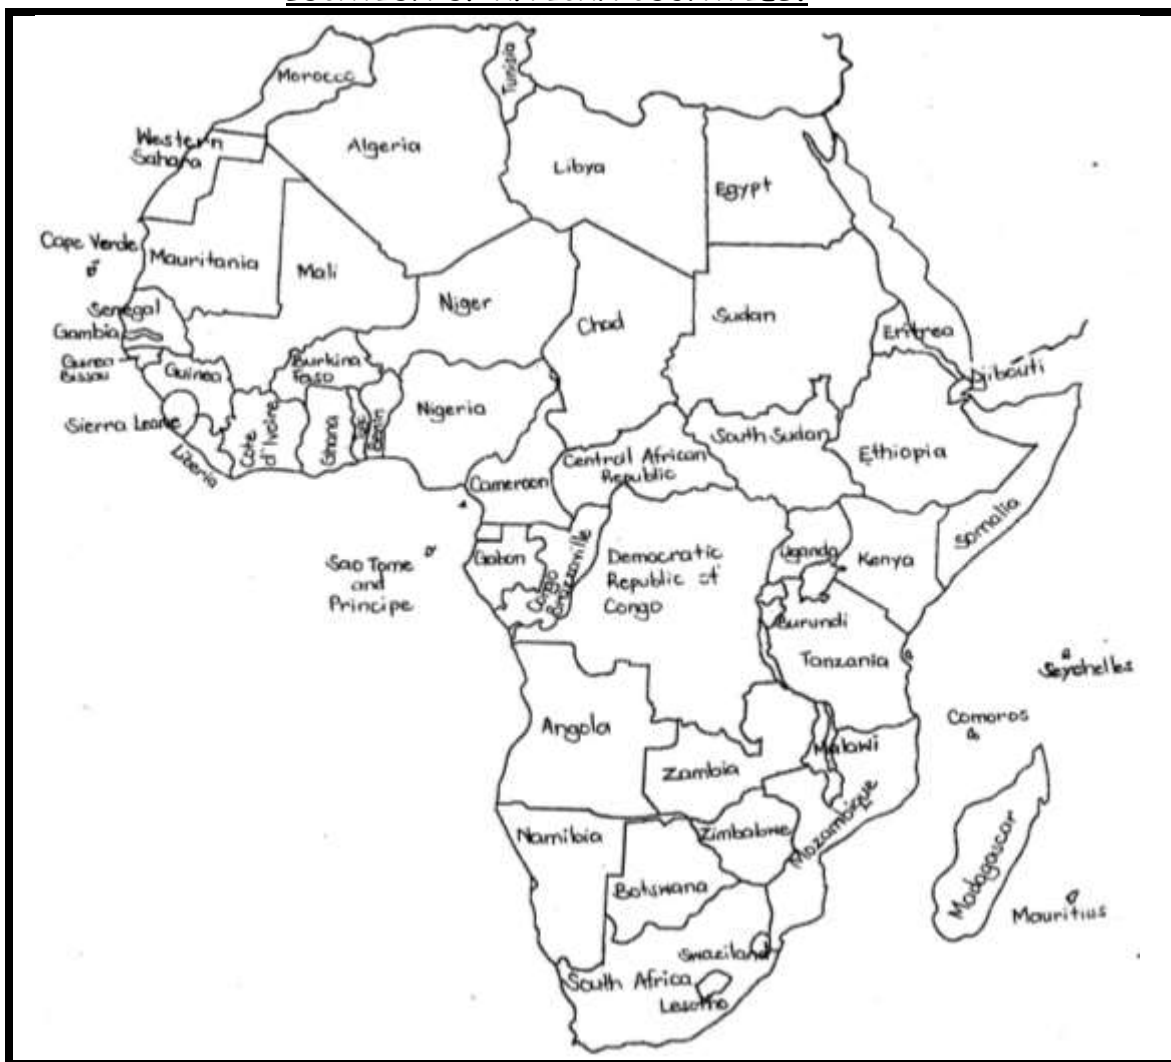 Morocco
Tunisia
Algeria
Libya
Egypt
Western
Sahara
Cape Verde
Mauritania
Mali
Niger
Chad
Sudan
Eritrea
Djibouti
Senegal
Gambia
Guinea
Bissau
Guinea
Burkina
Faso
Sierra Leone
Liberia
Cote
d'Ivoire
Ghana
Benin
Nigeria
Cameroon
Central African
Republic
South Sudan
Ethiopia
Somalia
Sao Tome
and
Principe
Gabon
Congo
Brazzaville
Democratic
Republic of
Congo
Uganda
Kenya
Burundi
Tanzania
Seychelles
Comoros
Angola
Zambia
Malawi
Mozambique
Namibia
Zimbabwe
Botswana
Madagascar
Mauritius
Swaziland
South Africa
Lesotho